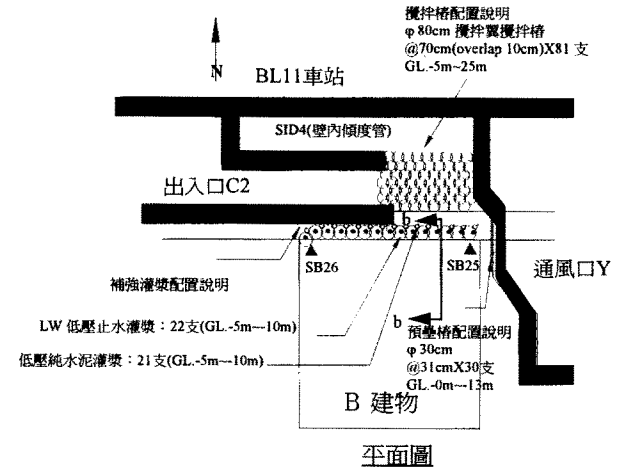 攪拌樁配置說明
φ 80cm 攪拌翼攪拌樁
@70cm(overlap 10cm)X81 支
GL.-5m~25m
N
BL11車站
SID4(壁內傾度管)
出入口C2
b
SB26
SB25
通風口Y
補強灌漿配置說明
LW 低壓止水灌漿：22支(GL.-5m~-10m)
b
預壘樁配置說明
φ 30cm
@31cmX30支
GL.-0m~-13m
低壓純水泥灌漿：21支(GL.-5m~-10m)
B 建物
平面圖